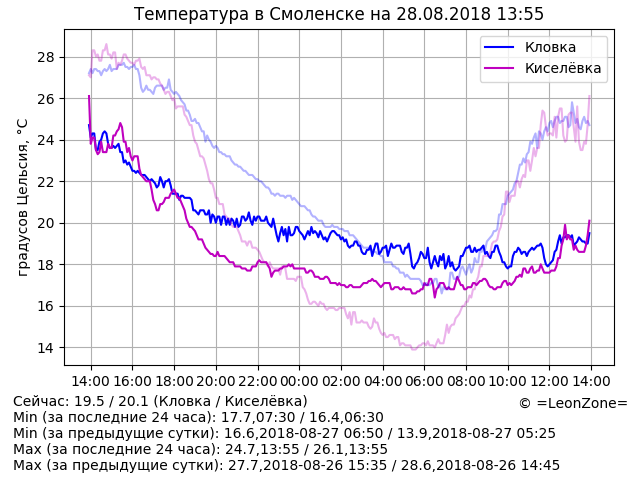 Температура в Смоленске на 28.08.2018 13:55
Кловка
Киселёвка
градусов Цельсия, °C
28
26
24
22
20
18
16
14
14:00 16:00 18:00 20:00 22:00 00:00 02:00 04:00 06:00 08:00 10:00 12:00 14:00
Сейчас: 19.5 / 20.1 (Кловка / Киселёвка)
© =LeonZone=
Min (за последние 24 часа): 17.7,07:30 / 16.4,06:30
Min (за предыдущие сутки): 16.6,2018-08-27 06:50 / 13.9,2018-08-27 05:25
Max (за последние 24 часа): 24.7,13:55 / 26.1,13:55
Max (за предыдущие сутки): 27.7,2018-08-26 15:35 / 28.6,2018-08-26 14:45